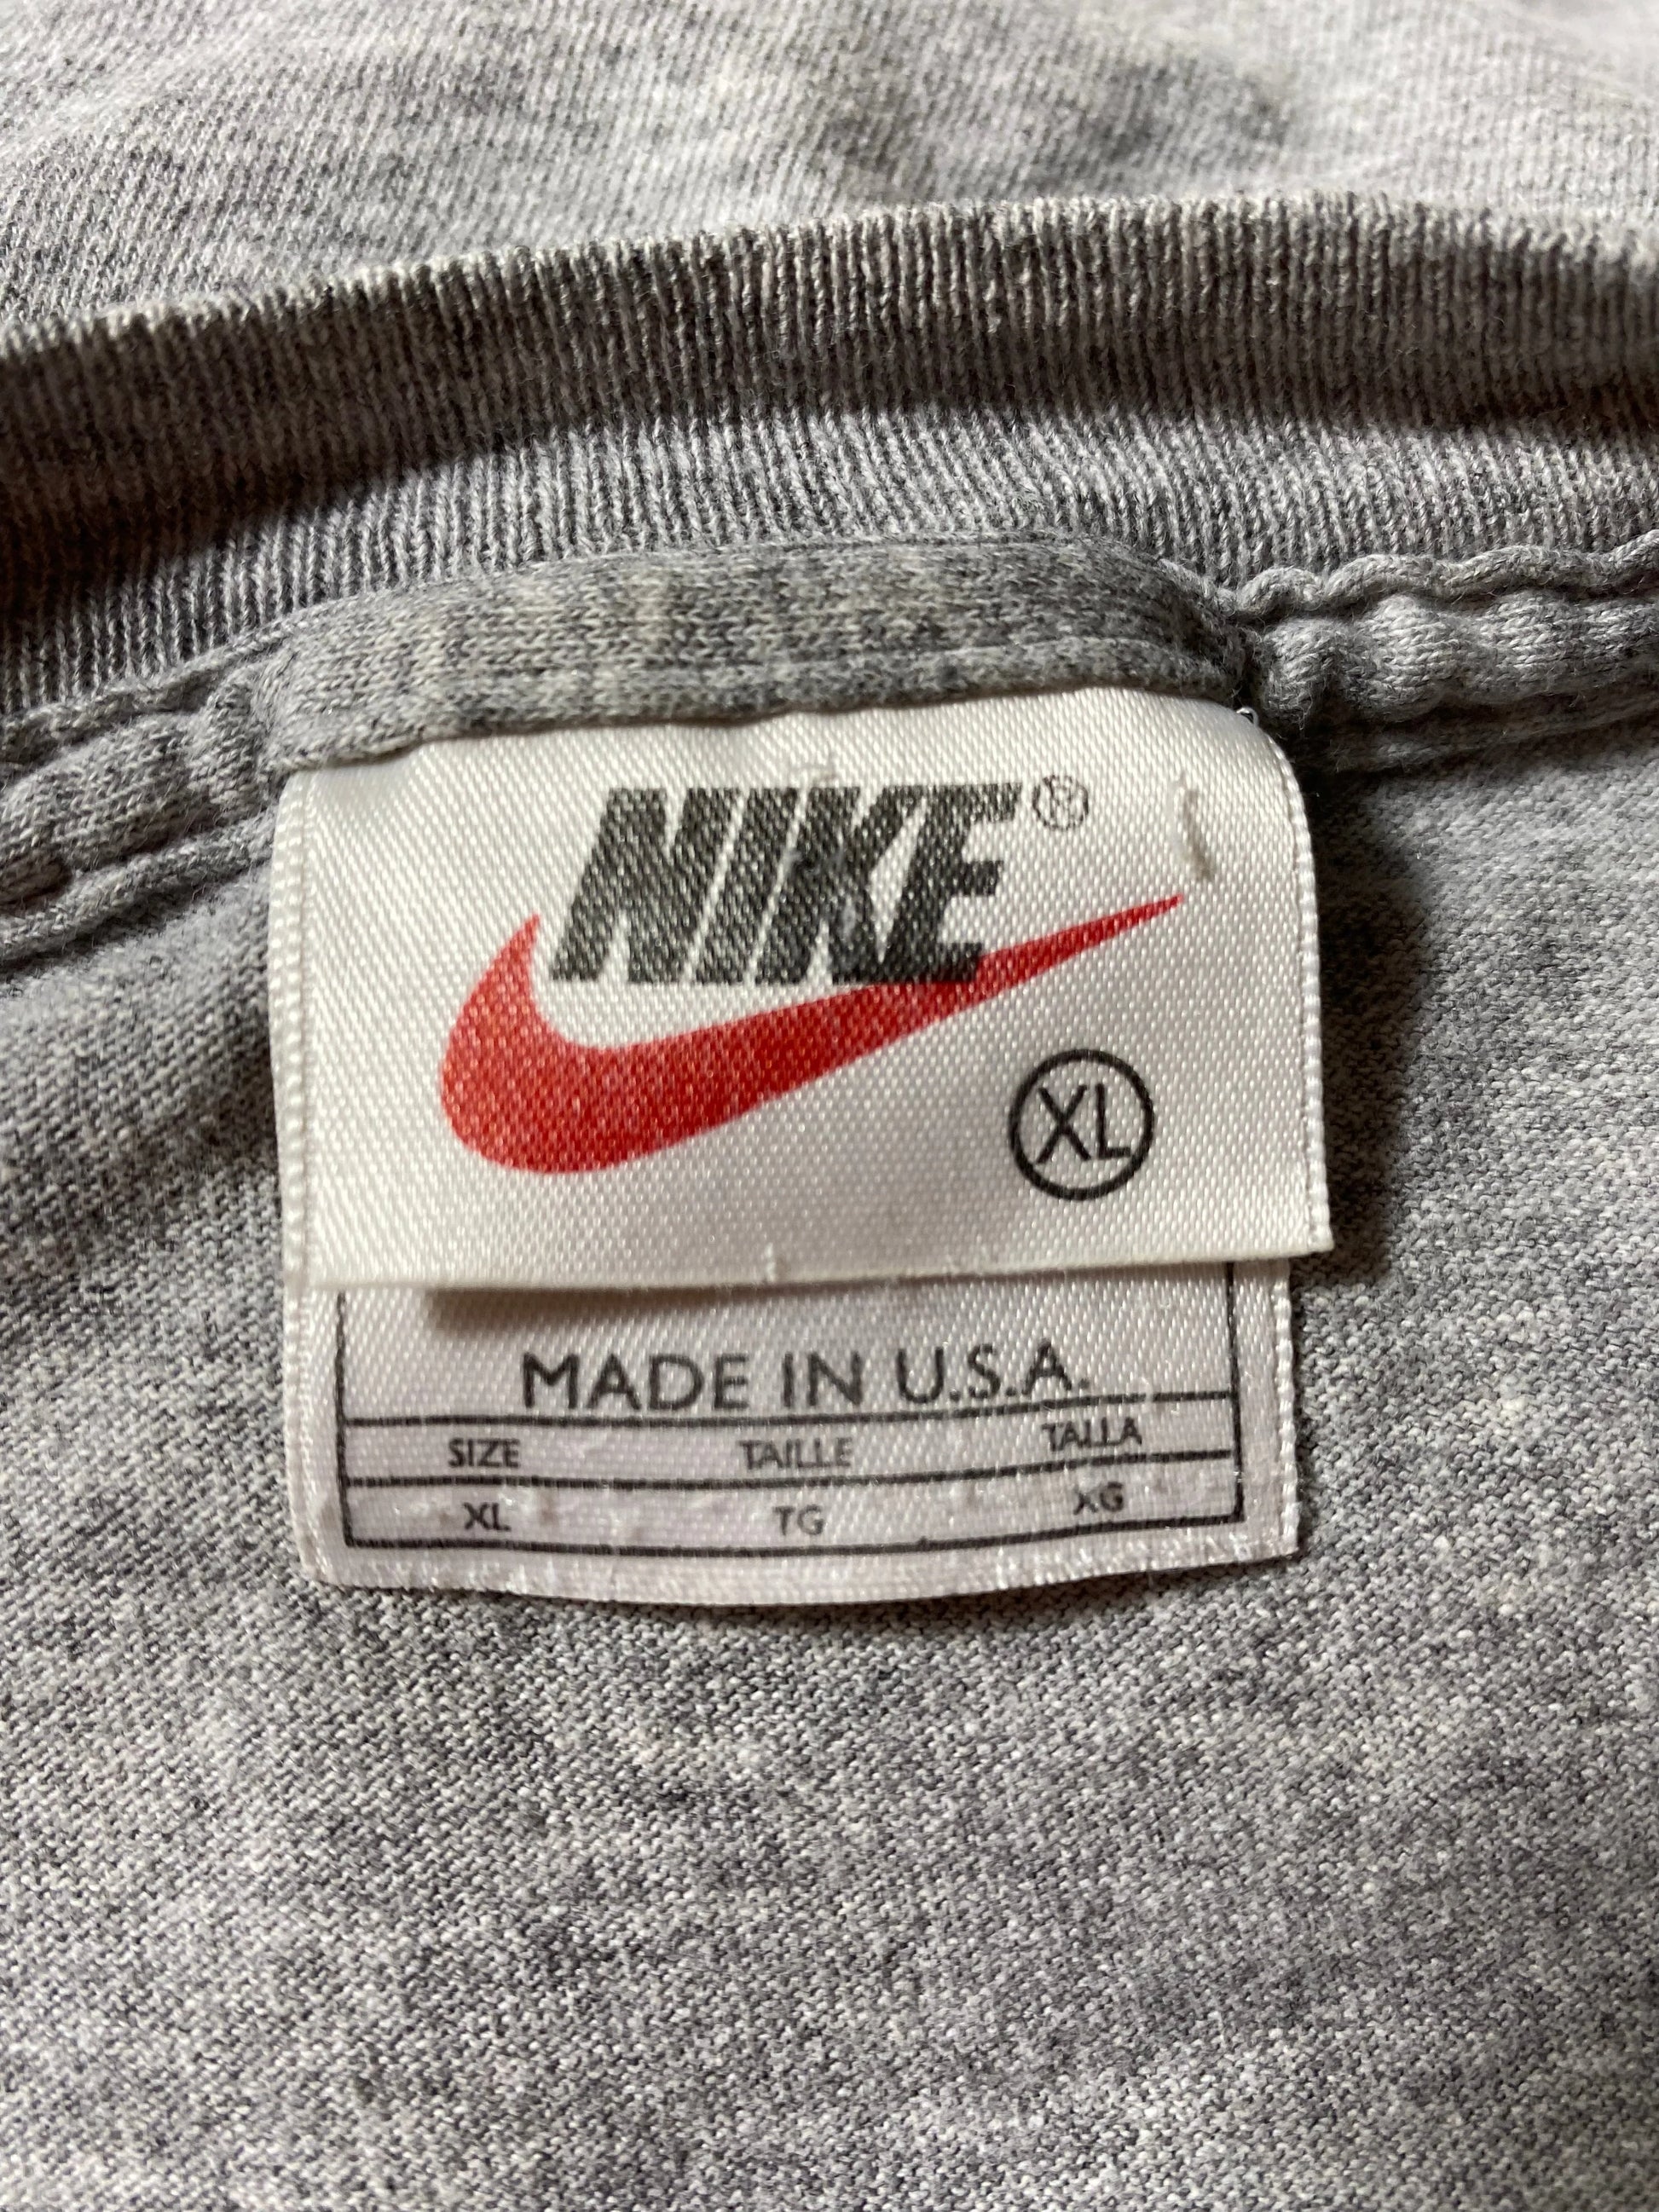 NIKE®
XL
MADE IN U.S.A.
SIZE TAILLE TALLA
XL TG XG